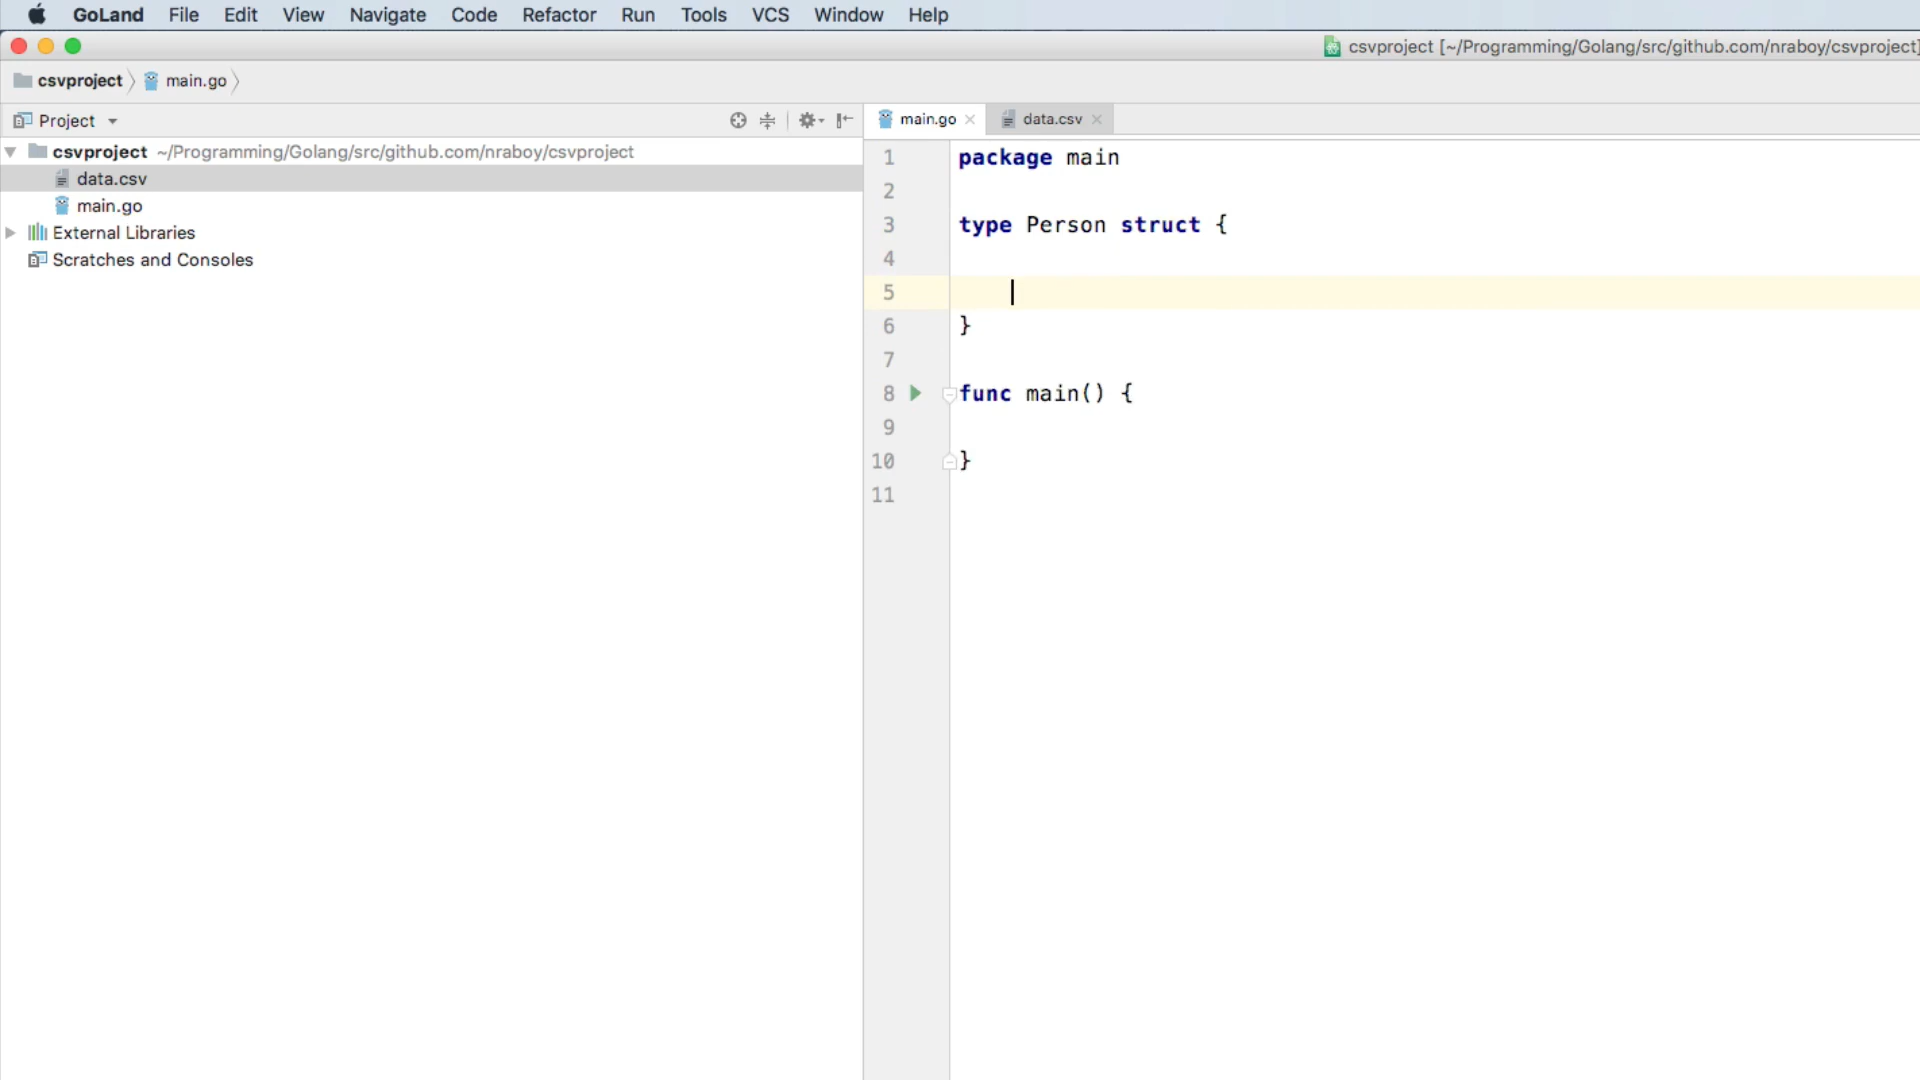 GoLand File Edit View Navigate Code Refactor Run Tools VCS Window Help
csvproject [~/Programming/Golang/src/github.com/nraboy/csvproject]
csvproject main.go
Project
main.go data.csv
csvproject ~/Programming/Golang/src/github.com/nraboy/csvproject
data.csv
main.go
External Libraries
Scratches and Consoles
1 package main
2
3 type Person struct {
4
5
6 }
7
8 func main() {
9
10 }
11